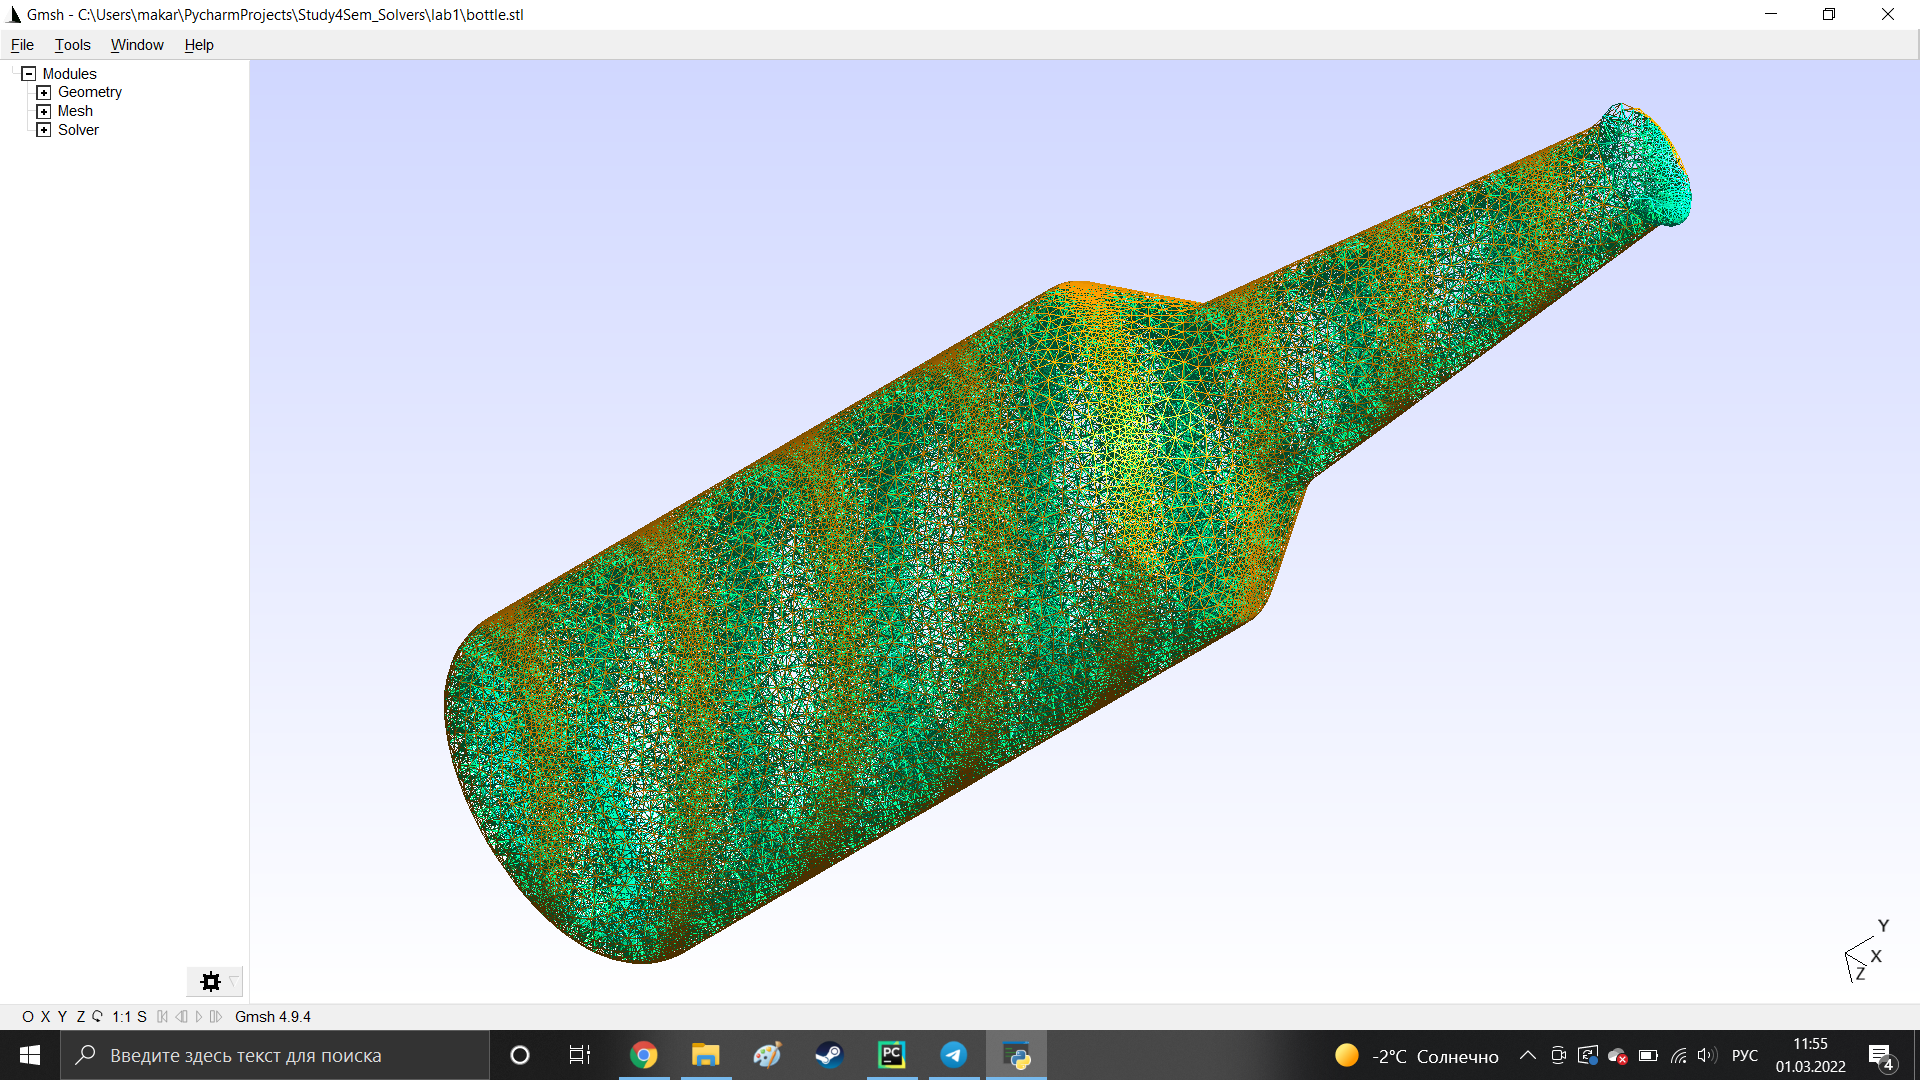 Gmsh - C:\Users\makar\PycharmProjects\Study4Sem_Solvers\lab1\bottle.stl
File Tools Window Help
Modules
Geometry
Mesh
Solver
Y
X
Z
O X Y Z 1:1 S Gmsh 4.9.4
Введите здесь текст для поиска
PC
-2°C Солнечно
РУС
11:55
01.03.2022
4